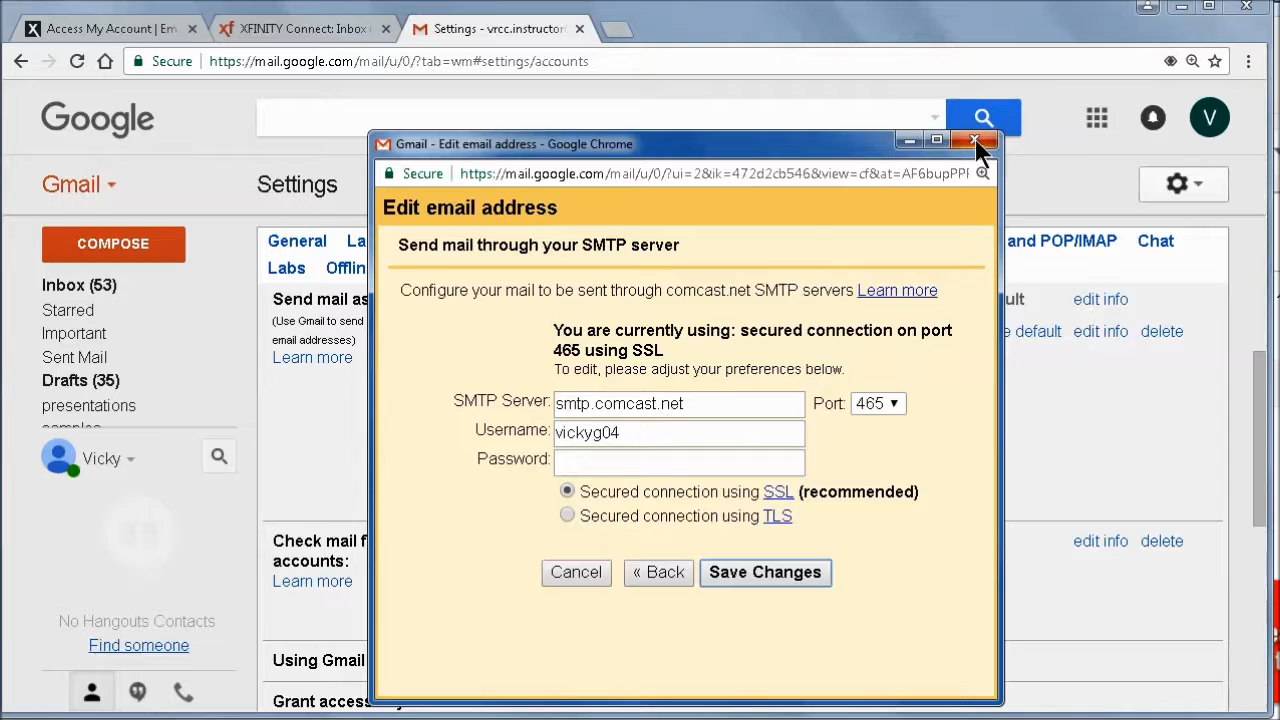 Access My Account | Em
XFINITY Connect: Inbox
Settings - vrcc.instructor
Secure https://mail.google.com/mail/u/0/?tab=wm#settings/accounts
Google
V
Gmail
Settings
COMPOSE
Inbox (53)
Starred
Important
Sent Mail
Drafts (35)
presentations
Vicky
No Hangouts Contacts
Find someone
General La
and POP/IMAP Chat
Labs Offlin
Send mail as
(Use Gmail to send
email addresses)
Learn more
edit info
edit info delete
Check mail f
accounts:
Learn more
edit info delete
Using Gmail
Grant access
Gmail - Edit email address - Google Chrome
Secure https://mail.google.com/mail/u/0/?ui=2&ik=472d2cb546&view=cf&at=AF6bupPP
Edit email address
Send mail through your SMTP server
Configure your mail to be sent through comcast.net SMTP servers Learn more
You are currently using: secured connection on port
465 using SSL
To edit, please adjust your preferences below.
SMTP Server: smtp.comcast.net Port: 465
Username: vickyg04
Password:
Secured connection using SSL (recommended)
Secured connection using TLS
Cancel « Back Save Changes